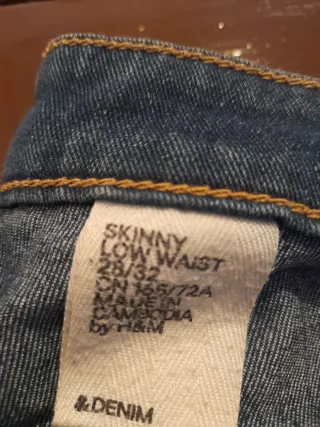 SKINNY
LOW WAIST
28/32
CN 165/72A
MADE IN
CAMBODIA
by H&M
&DENIM